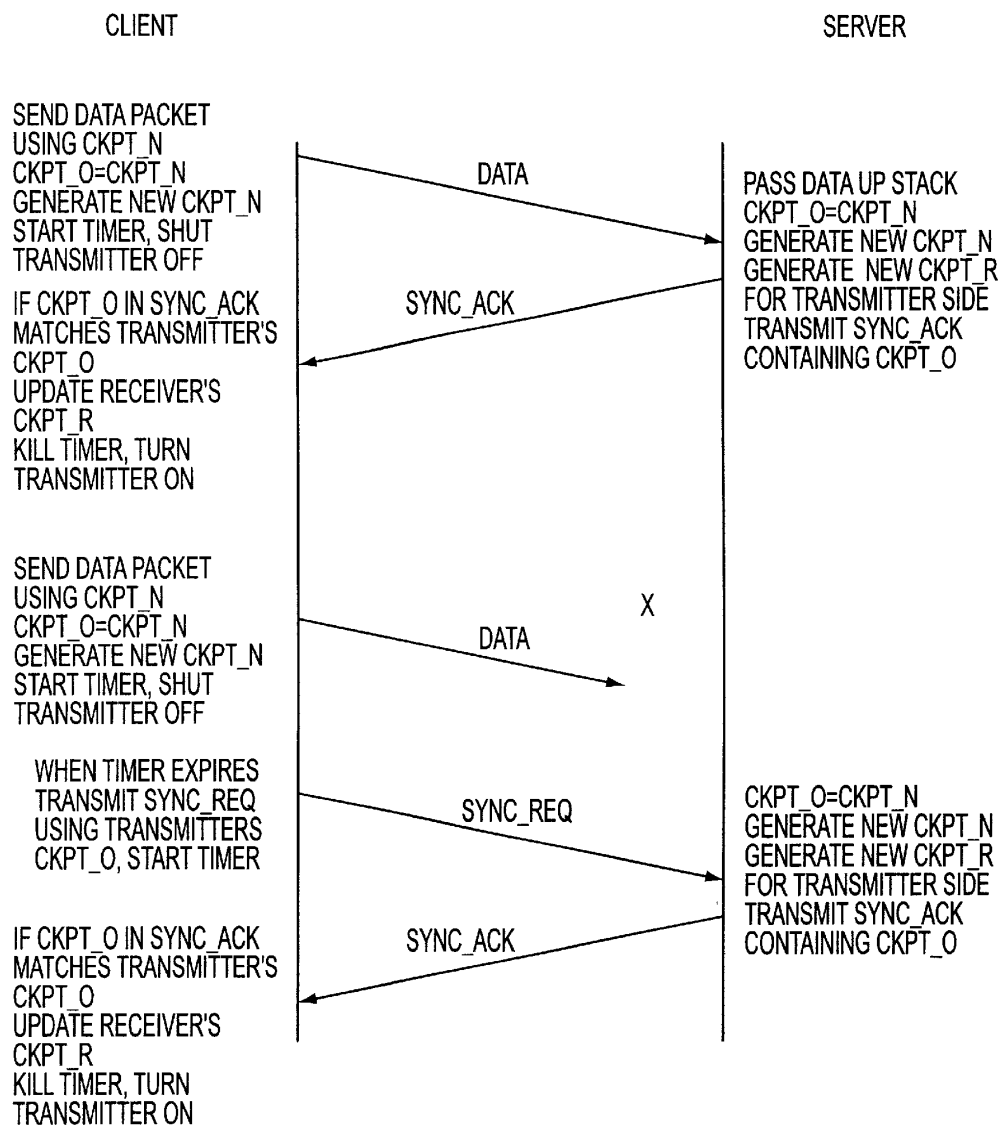 CLIENT
SERVER
SEND DATA PACKET
USING CKPT_N
CKPT_O=CKPT_N
GENERATE NEW CKPT_N
START TIMER, SHUT
TRANSMITTER OFF
DATA
PASS DATA UP STACK
CKPT_O=CKPT_N
GENERATE NEW CKPT_N
GENERATE NEW CKPT_R
FOR TRANSMITTER SIDE
TRANSMIT SYNC_ACK
CONTAINING CKPT_O
SYNC_ACK
IF CKPT_O IN SYNC_ACK
MATCHES TRANSMITTER'S
CKPT_O
UPDATE RECEIVER'S
CKPT_R
KILL TIMER, TURN
TRANSMITTER ON
SEND DATA PACKET
USING CKPT_N
CKPT_O=CKPT_N
GENERATE NEW CKPT_N
START TIMER, SHUT
TRANSMITTER OFF
DATA
X
WHEN TIMER EXPIRES
TRANSMIT SYNC_REQ
USING TRANSMITTERS
CKPT_O, START TIMER
SYNC_REQ
CKPT_O=CKPT_N
GENERATE NEW CKPT_N
GENERATE NEW CKPT_R
FOR TRANSMITTER SIDE
TRANSMIT SYNC_ACK
CONTAINING CKPT_O
SYNC_ACK
IF CKPT_O IN SYNC_ACK
MATCHES TRANSMITTER'S
CKPT_O
UPDATE RECEIVER'S
CKPT_R
KILL TIMER, TURN
TRANSMITTER ON